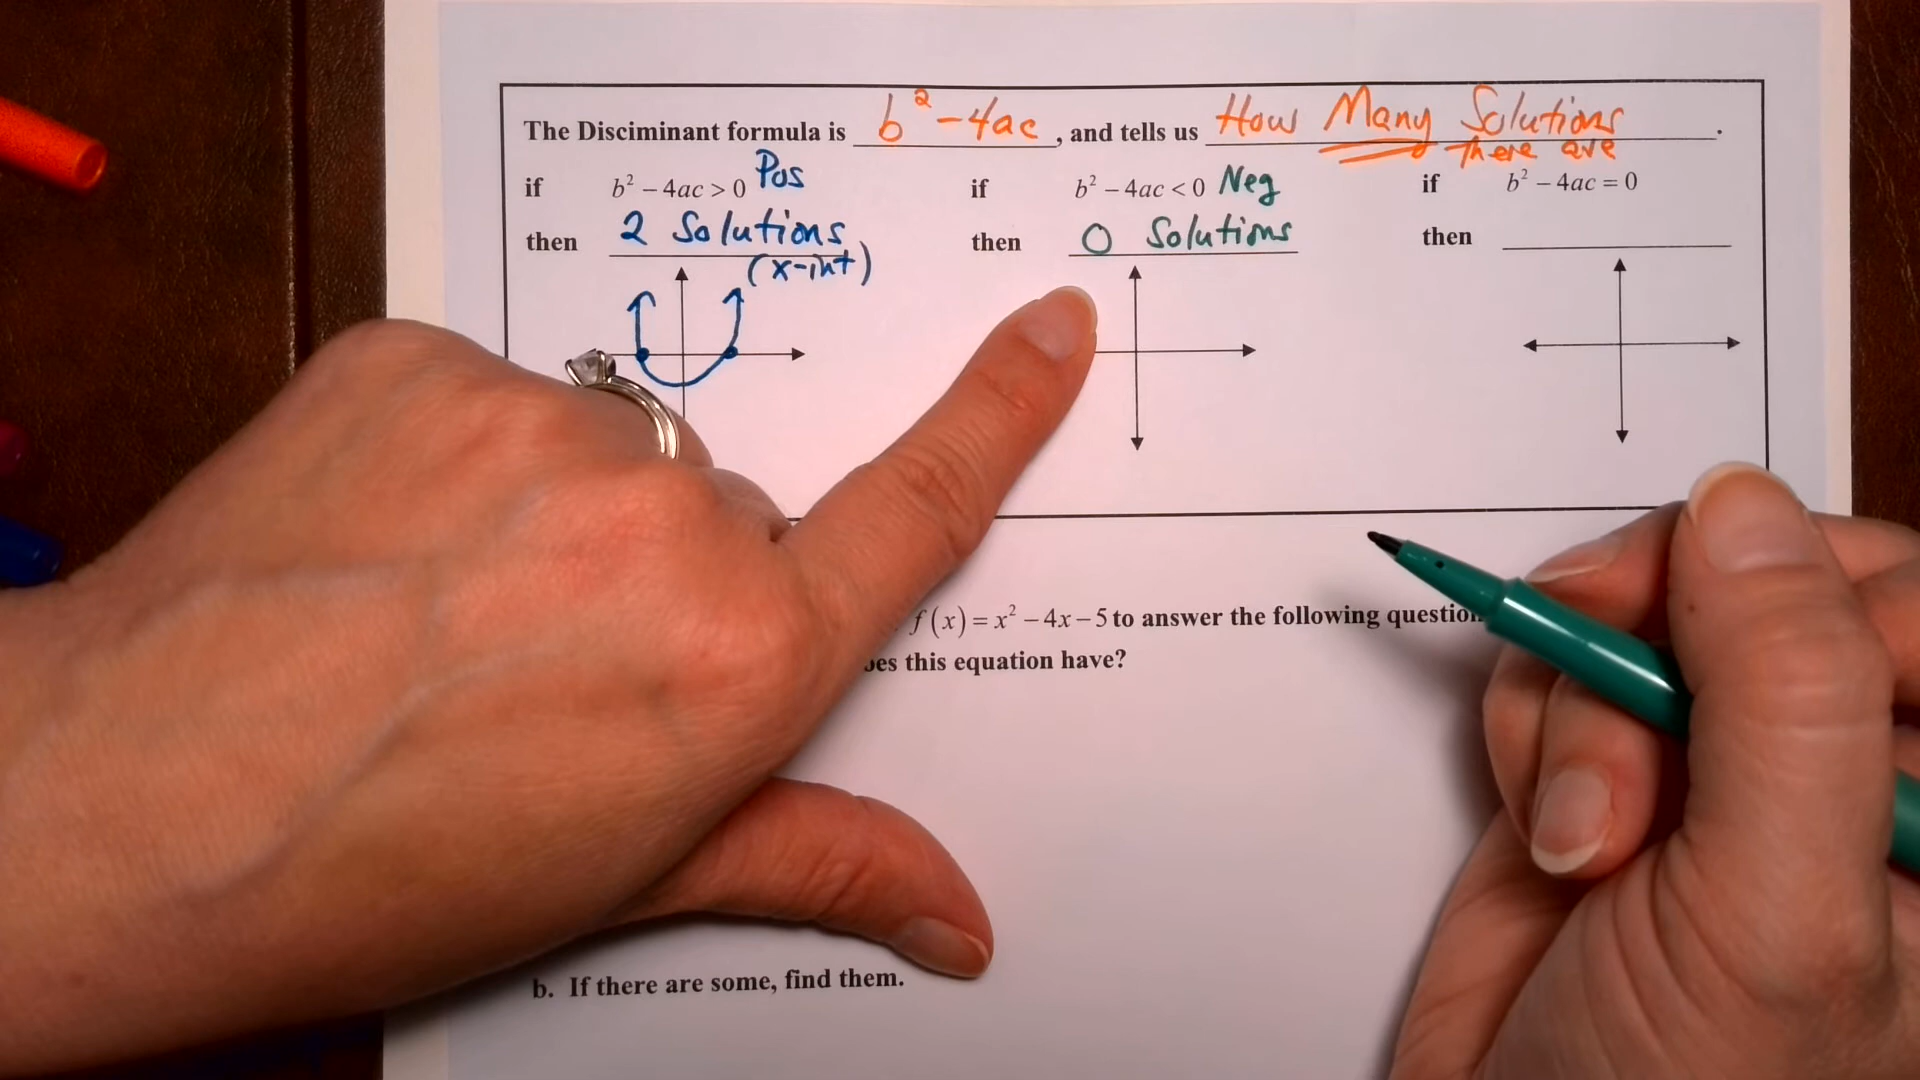 The Disciminant formula is b² - 4ac , and tells us How Many Solutions .
There are
if b² - 4ac > 0 Pos if b² - 4ac < 0 Neg if b² - 4ac = 0
then 2 Solutions then 0 Solutions then
(x-int)
f(x) = x² - 4x - 5 to answer the following
this equation have?
b. If there are some, find them.